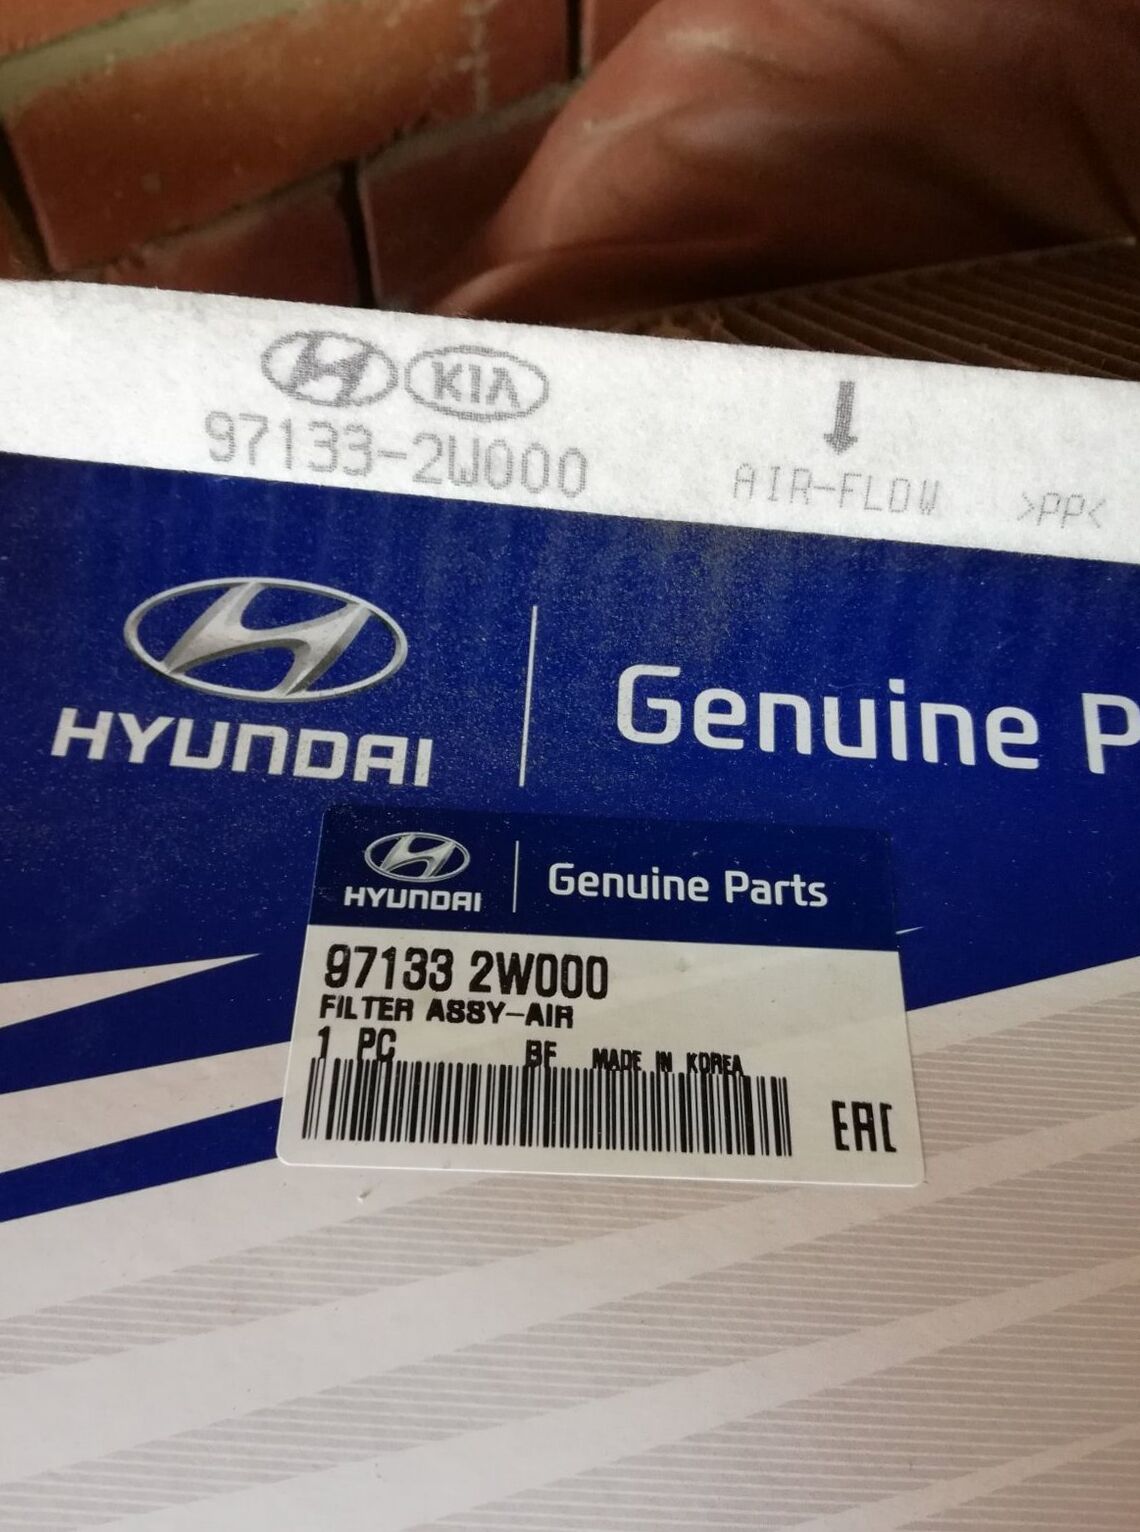 KIA
97133-2W000
AIR-FLOW >PP<
HYUNDAI Genuine P
HYUNDAI Genuine Parts
97133 2W000
FILTER ASSY-AIR
1 PC BF MADE IN KOREA
EAC